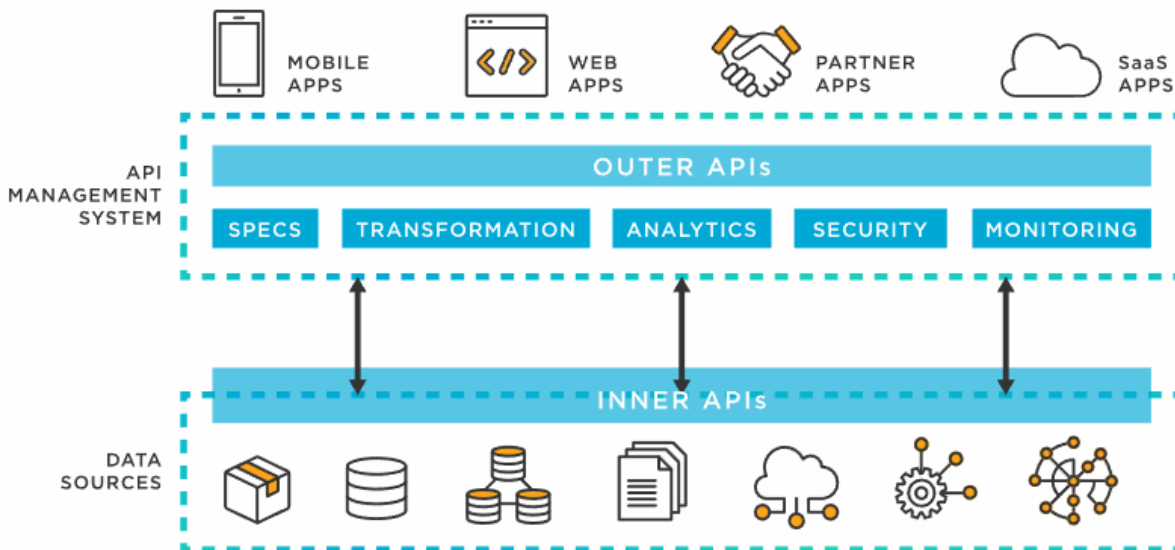 MOBILE
APPS
WEB
APPS
PARTNER
APPS
SaaS
APPS
API
MANAGEMENT
SYSTEM
OUTER APIs
SPECS
TRANSFORMATION
ANALYTICS
SECURITY
MONITORING
INNER APIs
DATA
SOURCES